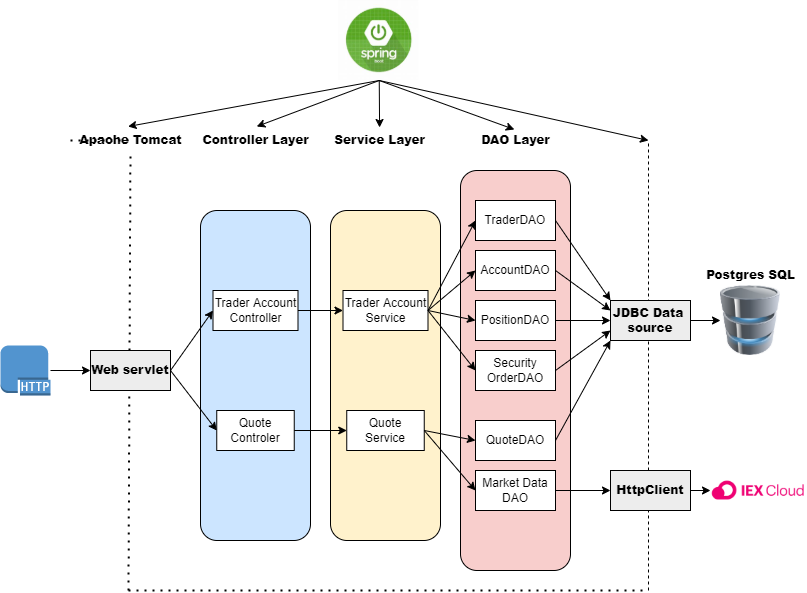 spring
boot
Apaohe Tomcat
Controller Layer
Service Layer
DAO Layer
TraderDAO
AccountDAO
Postgres SQL
Trader Account
Controller
Trader Account
Service
PositionDAO
JDBC Data
source
HTTP
Web servlet
Security
OrderDAO
Quote
Controler
Quote
Service
QuoteDAO
Market Data
DAO
HttpClient
IEX Cloud